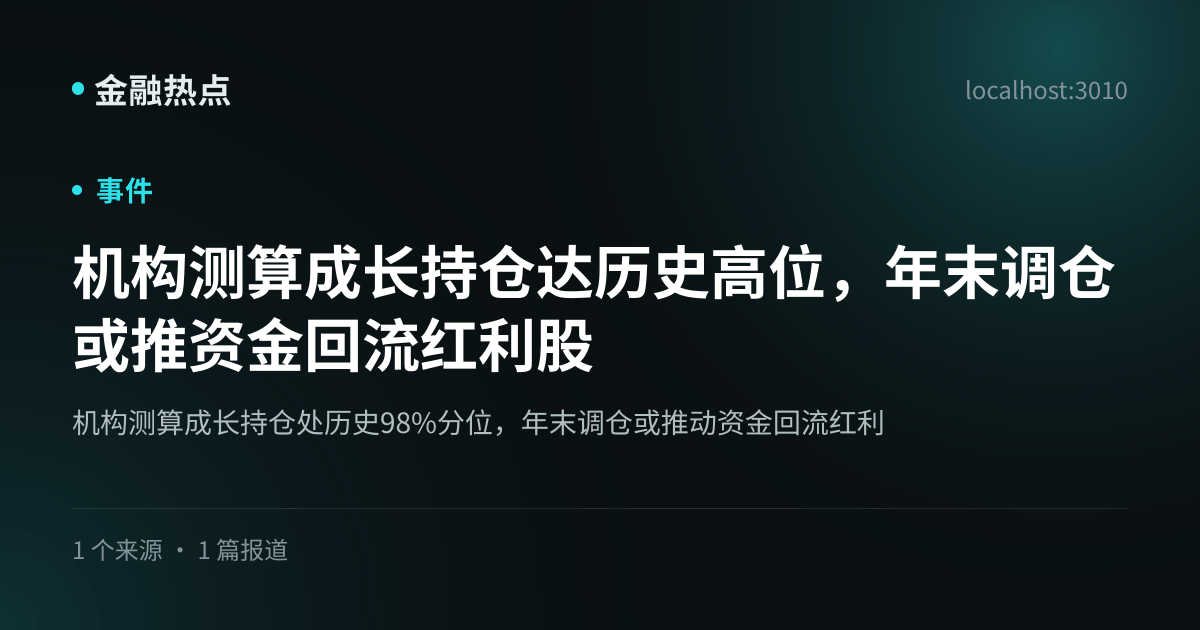 金融热点
localhost:3010
事件
机构测算成长持仓达历史高位，年末调仓
或推资金回流红利股
机构测算成长持仓处历史98%分位，年末调仓或推动资金回流红利
1 个来源 · 1 篇报道